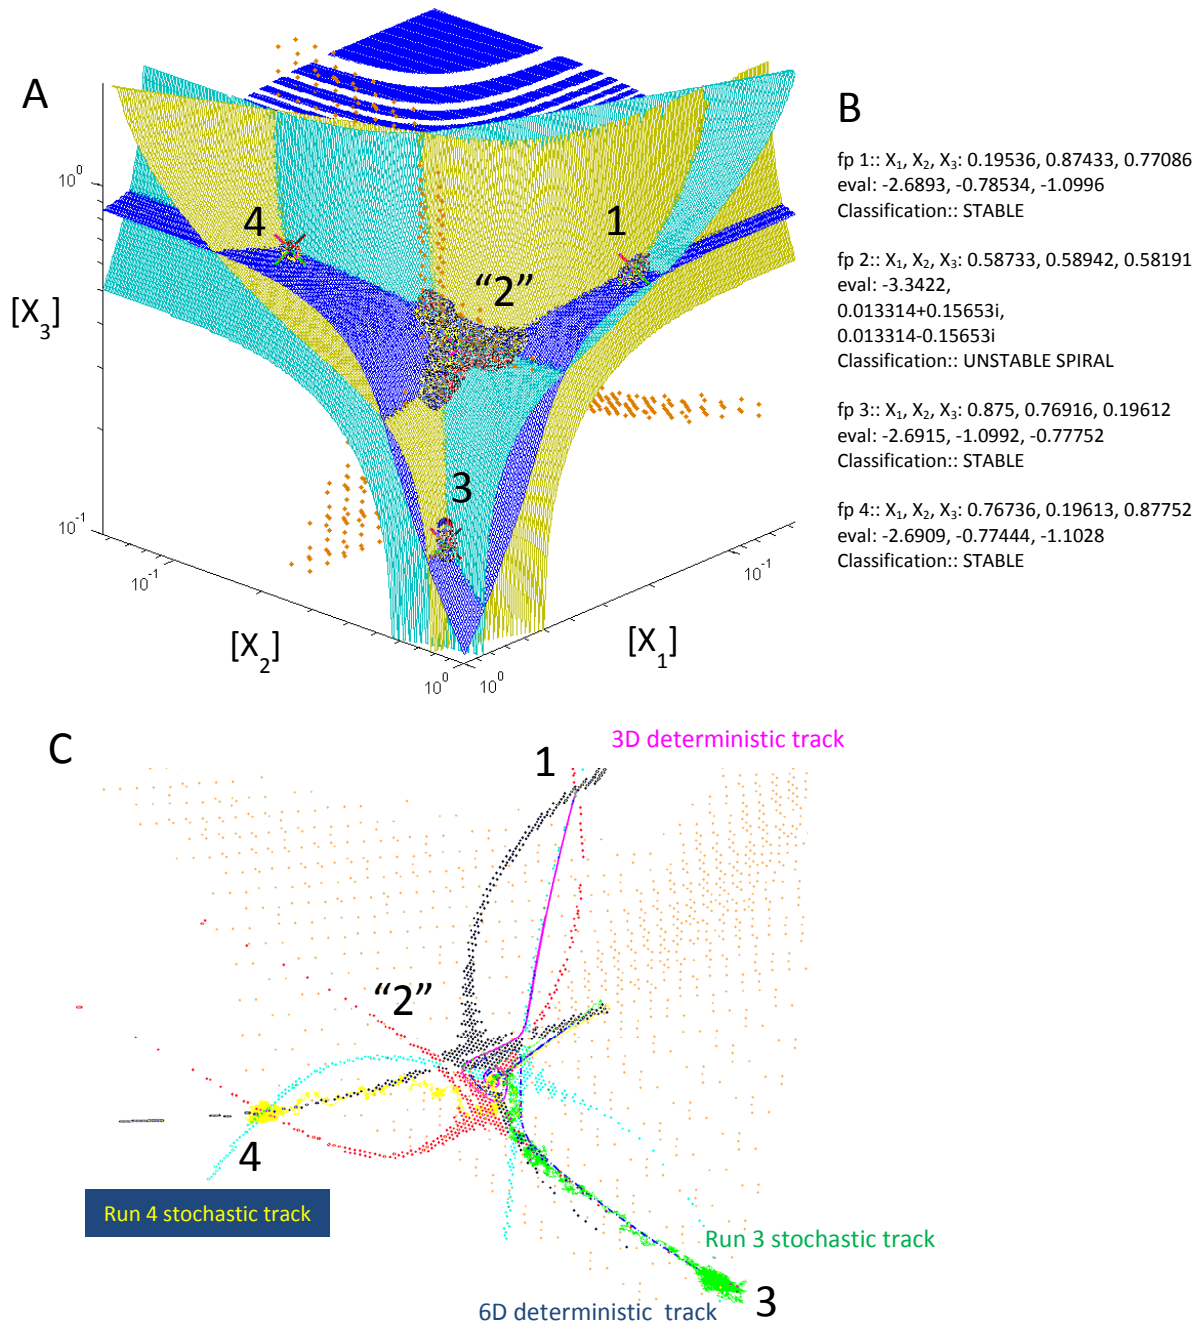 A
B
[X3]
[X2]
[X1]
10^0
10^-1
10^-1
10^0
10^0
10^-1
4
1
“2”
3
fp 1:: X1, X2, X3: 0.19536, 0.87433, 0.77086
eval: -2.6893, -0.78534, -1.0996
Classification:: STABLE
fp 2:: X1, X2, X3: 0.58733, 0.58942, 0.58191
eval: -3.3422,
0.013314+0.15653i,
0.013314-0.15653i
Classification:: UNSTABLE SPIRAL
fp 3:: X1, X2, X3: 0.875, 0.76916, 0.19612
eval: -2.6915, -1.0992, -0.77752
Classification:: STABLE
fp 4:: X1, X2, X3: 0.76736, 0.19613, 0.87752
eval: -2.6909, -0.77444, -1.1028
Classification:: STABLE
C
3D deterministic track
1
“2”
4
Run 4 stochastic track
Run 3 stochastic track
3
6D deterministic track